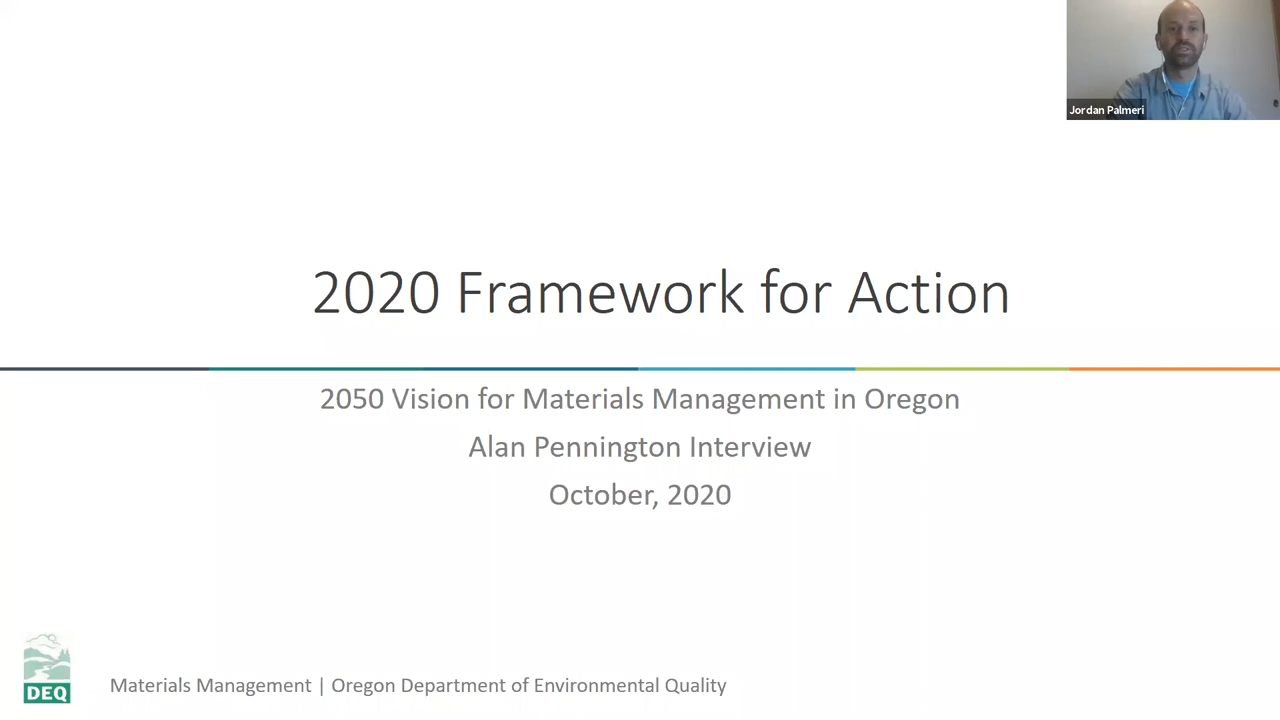 Jordan Palmeri
2020 Framework for Action
2050 Vision for Materials Management in Oregon
Alan Pennington Interview
October, 2020
DEQ
Materials Management | Oregon Department of Environmental Quality